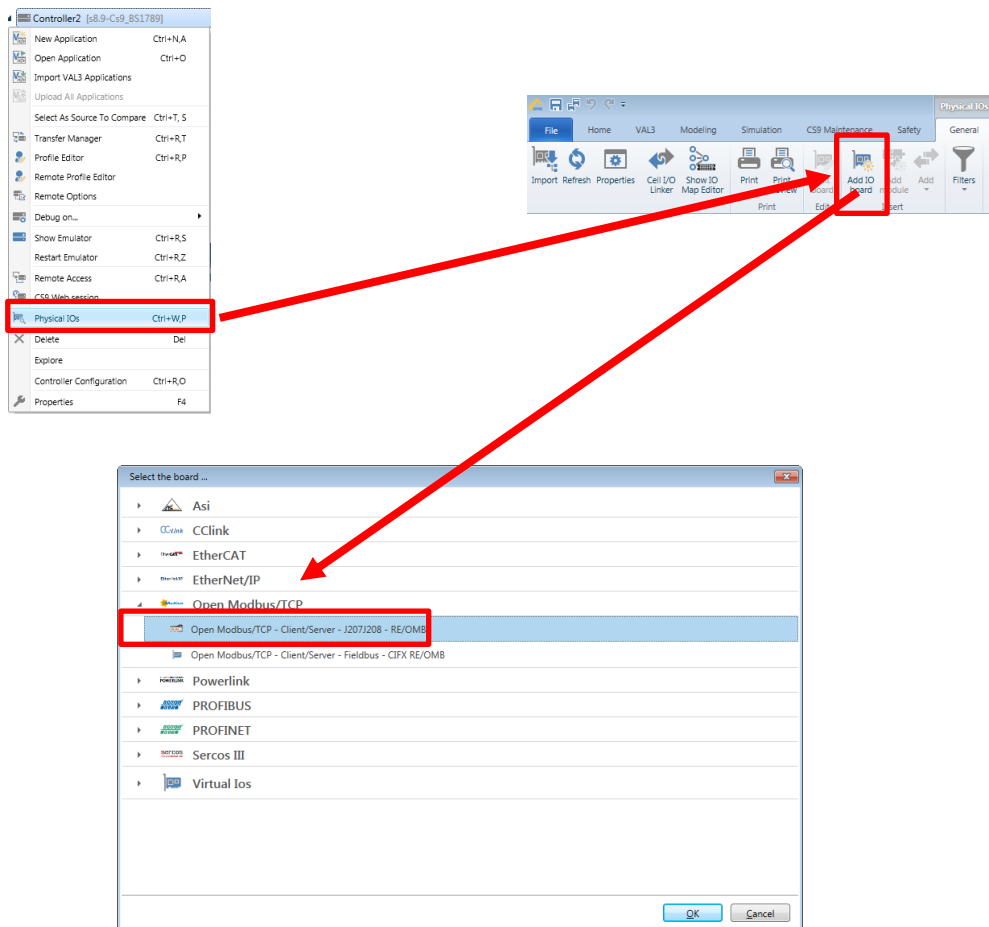 Controller2 [s8.9-Cs9_BS1789]
New Application Ctrl+N,A
Open Application Ctrl+O
Import VAL3 Applications
Upload All Applications
Select As Source To Compare Ctrl+T, S
Transfer Manager Ctrl+R,T
Profile Editor Ctrl+R,P
Remote Profile Editor
Remote Options
Debug on...
Show Emulator Ctrl+R,S
Restart Emulator Ctrl+R,Z
Remote Access Ctrl+R,A
CS9 Web session
Physical IOs Ctrl+W,P
Delete Del
Explore
Controller Configuration Ctrl+R,O
Properties F4
Physical IOs
File Home VAL3 Modeling Simulation CS9 Maintenance Safety General
Import Refresh Properties Cell I/O Show IO Print Print Add IO Add Add Filters
Linker Map Editor board module
Print Edit Insert
Select the board ...
Asi
CClink
EtherCAT
EtherNet/IP
Open Modbus/TCP
Open Modbus/TCP - Client/Server - J207J208 - RE/OMB
Open Modbus/TCP - Client/Server - Fieldbus - CIFX RE/OMB
Powerlink
PROFIBUS
PROFINET
Sercos III
Virtual Ios
OK Cancel